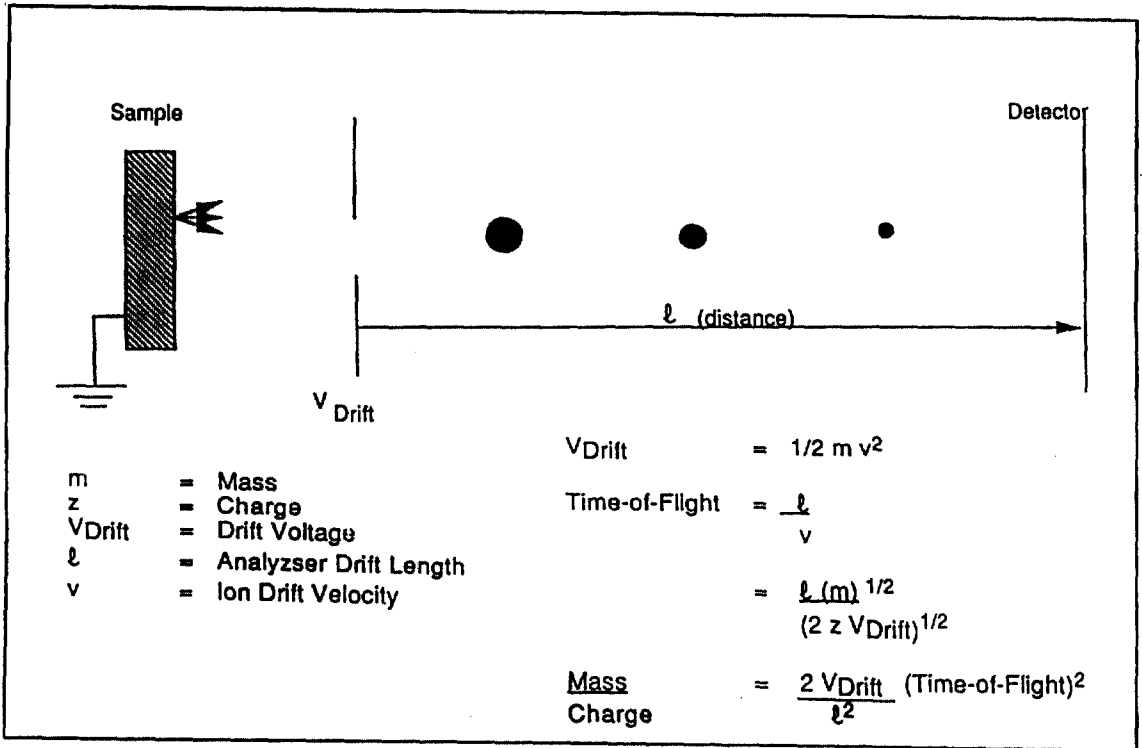 Sample
Detector
ℓ (distance)
V Drift
m = Mass
z = Charge
VDrift = Drift Voltage
ℓ = Analyzser Drift Length
v = Ion Drift Velocity
VDrift = 1/2 m v²
Time-of-Flight = ℓ
v
= ℓ (m) 1/2
(2 z VDrift)1/2
Mass = 2 VDrift (Time-of-Flight)²
Charge ℓ²